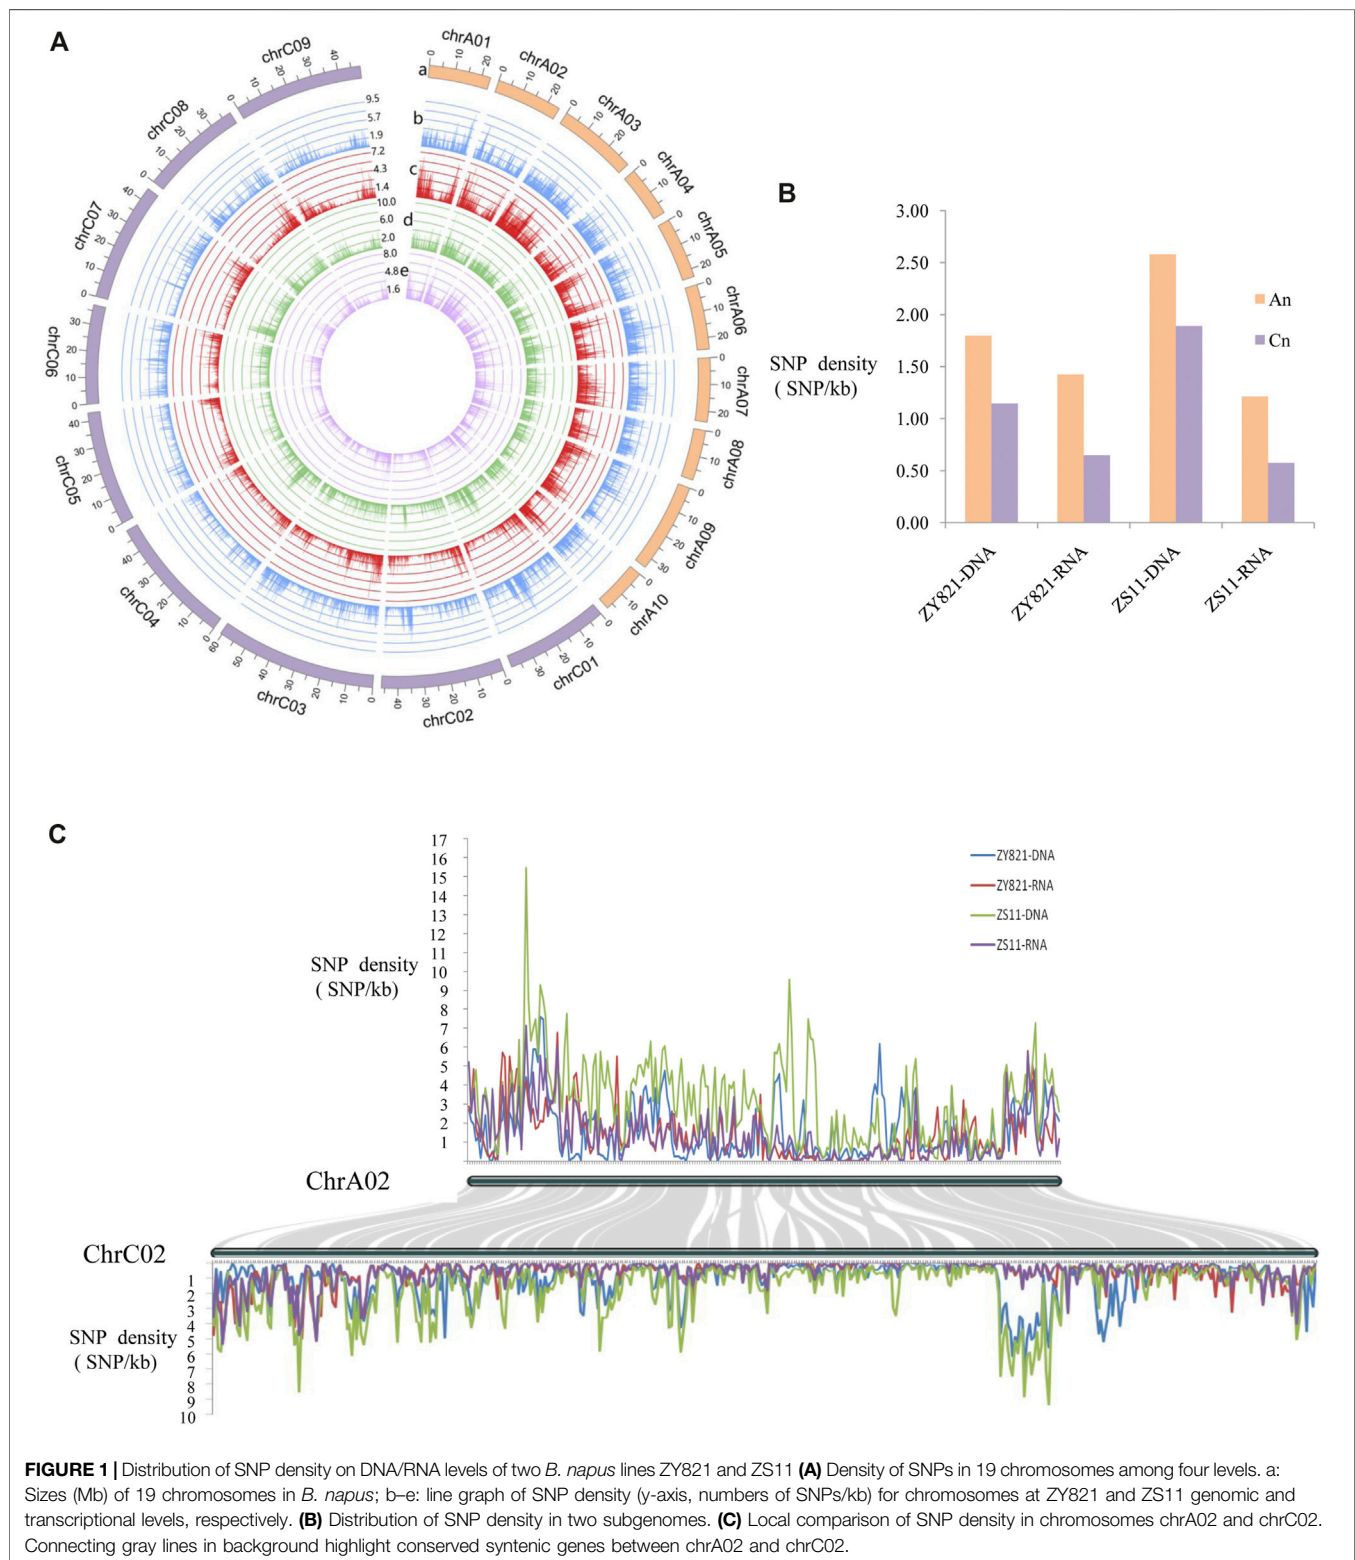 A
chrA01
chrA02
chrA03
chrA04
chrA05
chrA06
chrA07
chrA08
chrA09
chrA10
chrC01
chrC02
chrC03
chrC04
chrC05
chrC06
chrC07
chrC08
chrC09
a
b
c
d
e
9.5
5.7
1.9
7.2
4.3
1.4
10.0
6.0
2.0
8.0
4.8
1.6
B
3.00
2.50
2.00
1.50
1.00
0.50
0.00
SNP density
( SNP/kb)
An
Cn
ZY821-DNA
ZY821-RNA
ZS11-DNA
ZS11-RNA
C
17
16
15
14
13
12
11
10
9
8
7
6
5
4
3
2
1
SNP density
( SNP/kb)
ZY821-DNA
ZY821-RNA
ZS11-DNA
ZS11-RNA
ChrA02
ChrC02
1
2
3
4
5
6
7
8
9
10
SNP density
( SNP/kb)
FIGURE 1 | Distribution of SNP density on DNA/RNA levels of two B. napus lines ZY821 and ZS11 (A) Density of SNPs in 19 chromosomes among four levels. a:
Sizes (Mb) of 19 chromosomes in B. napus; b–e: line graph of SNP density (y-axis, numbers of SNPs/kb) for chromosomes at ZY821 and ZS11 genomic and
transcriptional levels, respectively. (B) Distribution of SNP density in two subgenomes. (C) Local comparison of SNP density in chromosomes chrA02 and chrC02.
Connecting gray lines in background highlight conserved syntenic genes between chrA02 and chrC02.